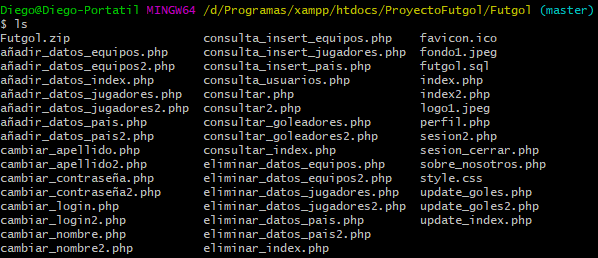 Diego@Diego-Portatil MINGW64 /d/Programas/xampp/htdocs/ProyectoFutgol/Futgol (master)
$ ls
Futgol.zip consulta_insert_equipos.php favicon.ico
añadir_datos_equipos.php consulta_insert_jugadores.php fondo1.jpeg
añadir_datos_equipos2.php consulta_insert_pais.php futgol.sql
añadir_datos_index.php consulta_usuarios.php index.php
añadir_datos_jugadores.php consultar.php index2.php
añadir_datos_jugadores2.php consultar2.php logo1.jpeg
añadir_datos_pais.php consultar_goleadores.php perfil.php
añadir_datos_pais2.php consultar_goleadores2.php sesion2.php
cambiar_apellido.php consultar_index.php sesion_cerrar.php
cambiar_apellido2.php eliminar_datos_equipos.php sobre_nosotros.php
cambiar_contraseña.php eliminar_datos_equipos2.php style.css
cambiar_contraseña2.php eliminar_datos_jugadores.php update_goles.php
cambiar_login.php eliminar_datos_jugadores2.php update_goles2.php
cambiar_login2.php eliminar_datos_pais.php update_index.php
cambiar_nombre.php eliminar_datos_pais2.php
cambiar_nombre2.php eliminar_index.php